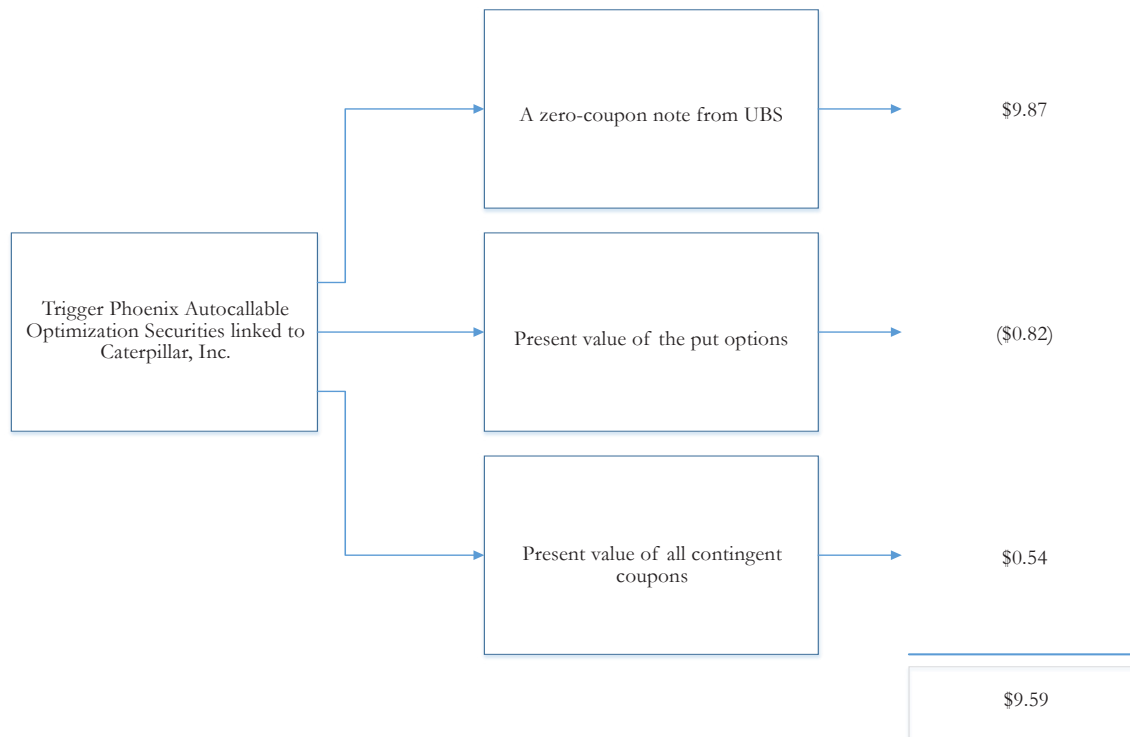 A zero-coupon note from UBS
$9.87
Trigger Phoenix Autocallable
Optimization Securities linked to
Caterpillar, Inc.
Present value of the put options
($0.82)
Present value of all contingent
coupons
$0.54
$9.59